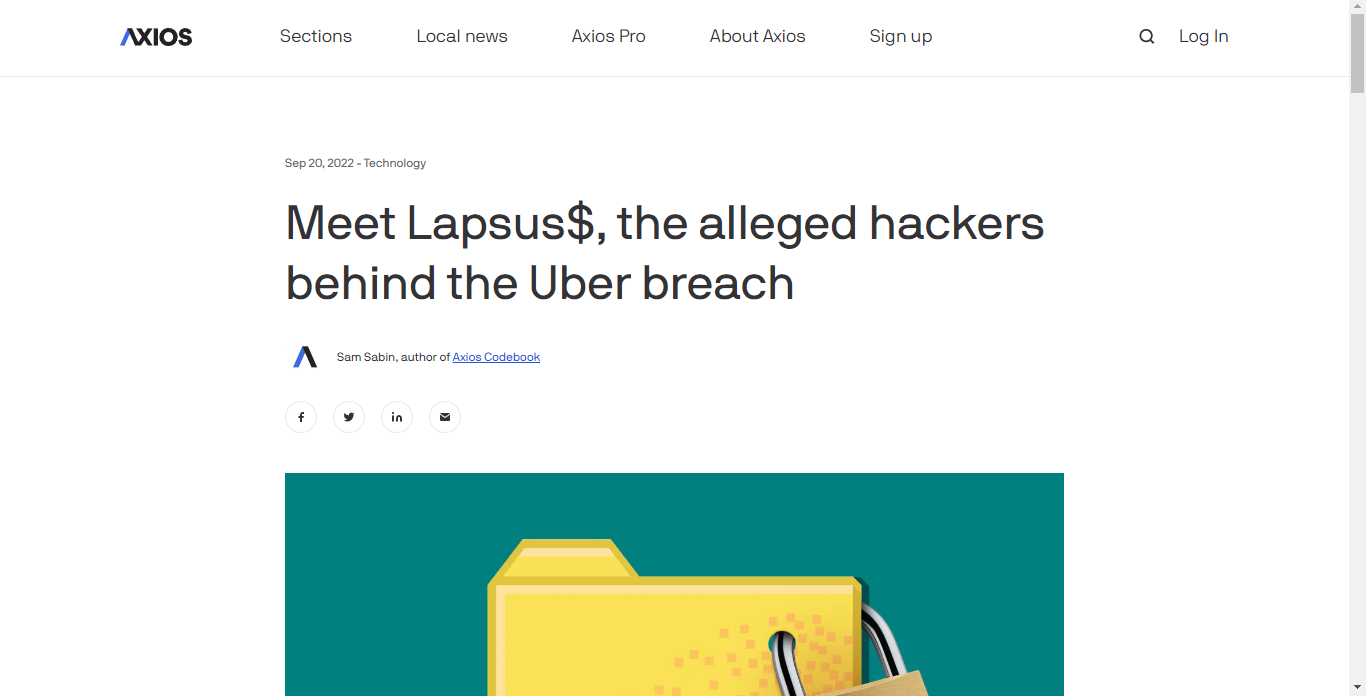 AXIOS
Sections
Local news
Axios Pro
About Axios
Sign up
Log In
Sep 20, 2022 - Technology
Meet Lapsus$, the alleged hackers
behind the Uber breach
Sam Sabin, author of Axios Codebook